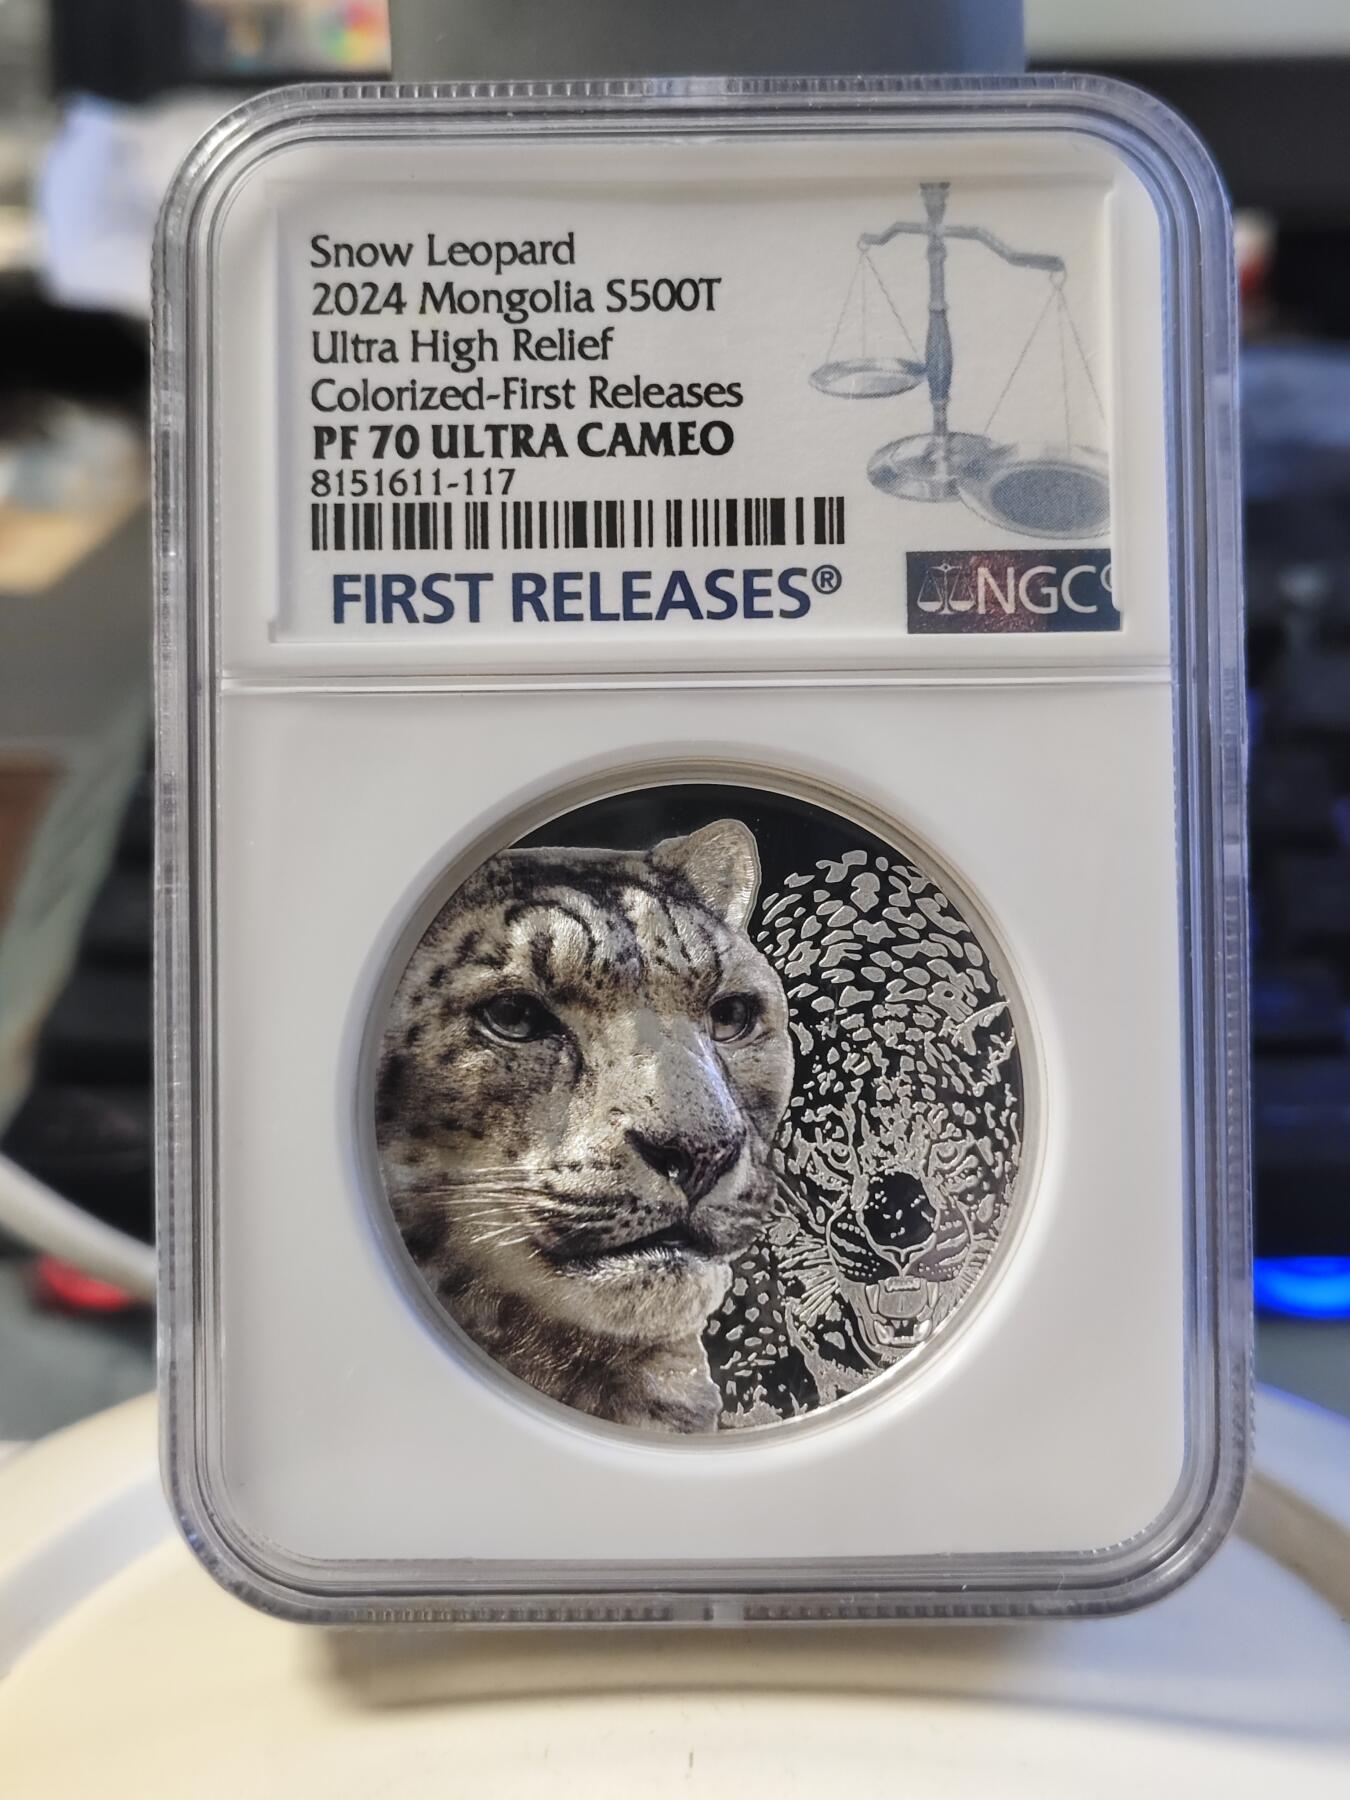 Snow Leopard
2024 Mongolia S500T
Ultra High Relief
Colorized-First Releases
PF 70 ULTRA CAMEO
8151611-117
FIRST RELEASES®
NGC